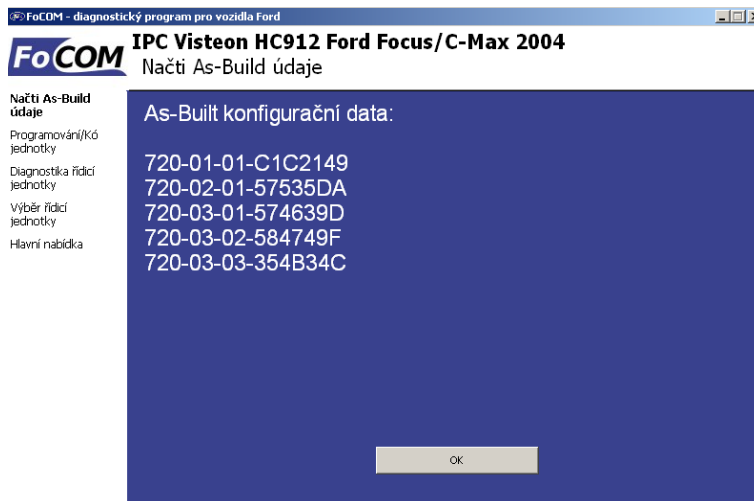 FoCOM - diagnostický program pro vozidla Ford
FoCOM
IPC Visteon HC912 Ford Focus/C-Max 2004
Načti As-Build údaje
Načti As-Build
údaje
Programování/Kó
jednotky
Diagnostika řídicí
jednotky
Výběr řídicí
jednotky
Hlavní nabídka
As-Built konfigurační data:
720-01-01-C1C2149
720-02-01-57535DA
720-03-01-574639D
720-03-02-584749F
720-03-03-354B34C
OK